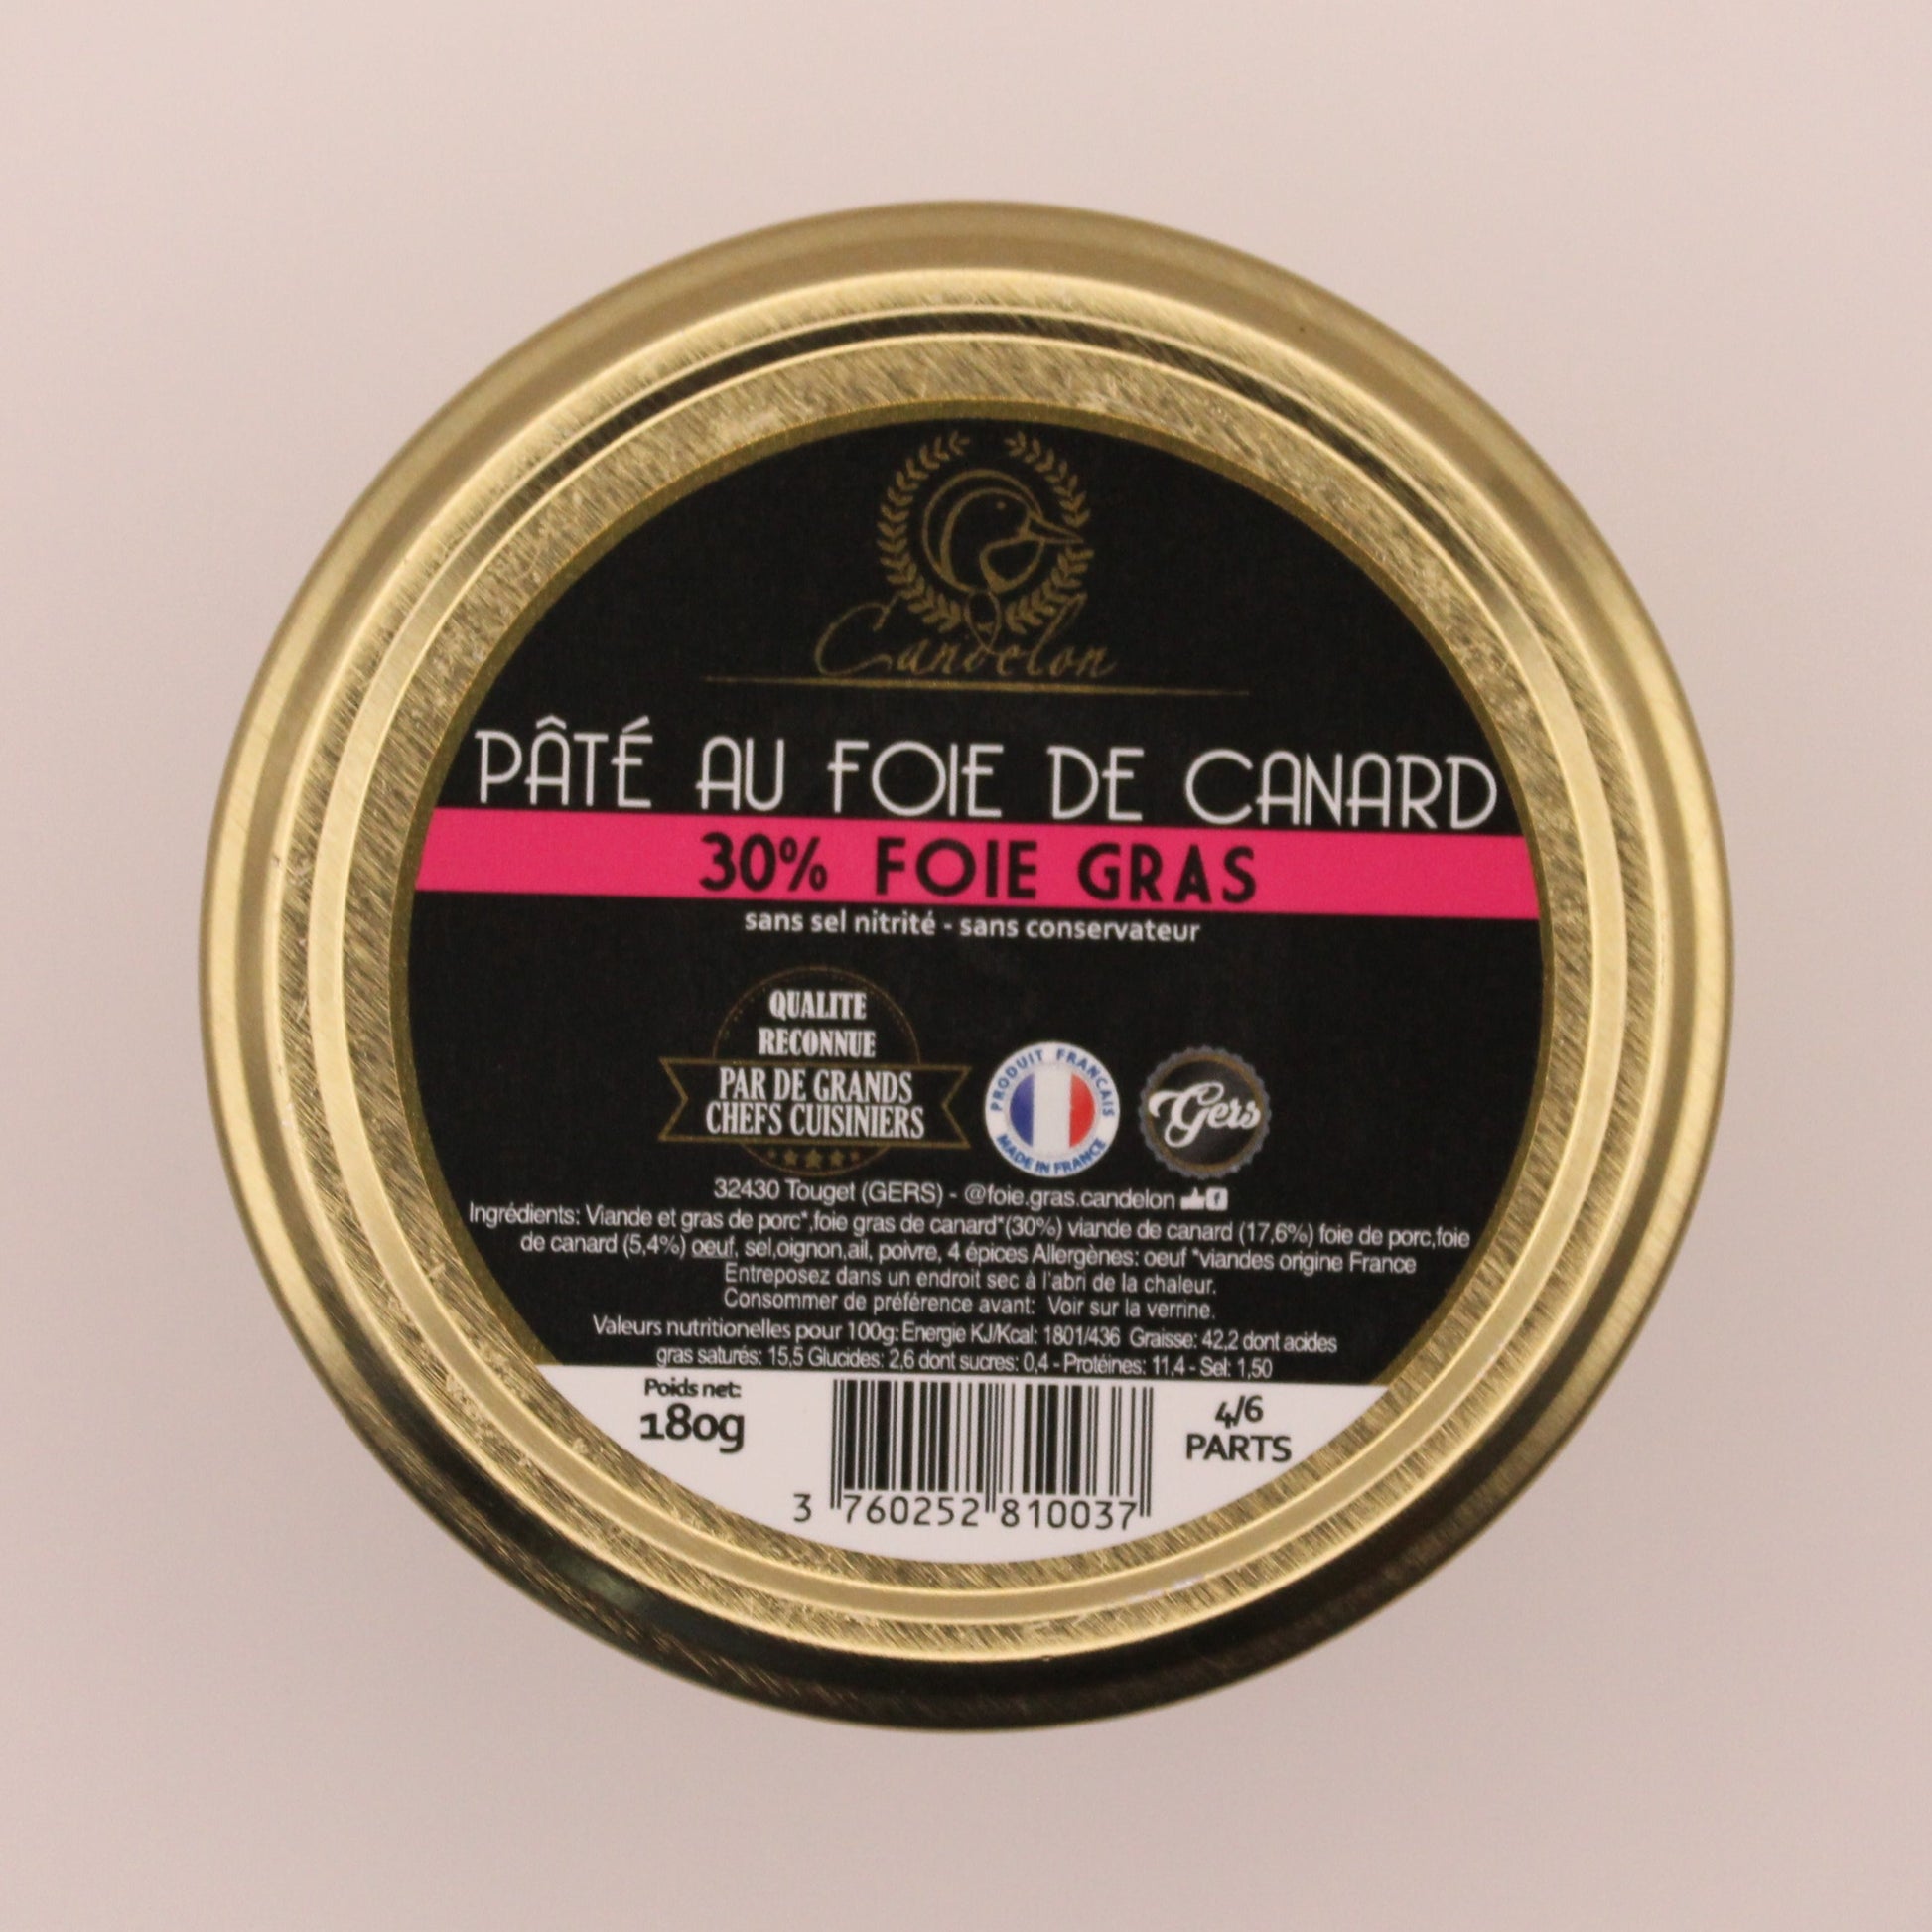 Candelon
PÂTÉ AU FOIE DE CANARD
30% FOIE GRAS
sans sel nitrité - sans conservateur
QUALITE
RECONNUE
PAR DE GRANDS
CHEFS CUISINIERS
PRODUIT FRANÇAIS
MADE IN FRANCE
Gers
32430 Touget (GERS) - @foie.gras.candelon
Ingrédients: Viande et gras de porc*,foie gras de canard*(30%) viande de canard (17,6%) foie de porc,foie
de canard (5,4%) oeuf, sel,oignon,ail, poivre, 4 épices Allergènes: oeuf *viandes origine France
Entreposez dans un endroit sec à l'abri de la chaleur.
Consommer de préférence avant: Voir sur la verrine.
Valeurs nutritionelles pour 100g: Energie KJ/Kcal: 1801/436 Graisse: 42,2 dont acides
gras saturés: 15,5 Glucides: 2,6 dont sucres: 0,4 - Protéines: 11,4 - Sel: 1,50
Poids net:
180g
4/6
PARTS
3 760252 810037